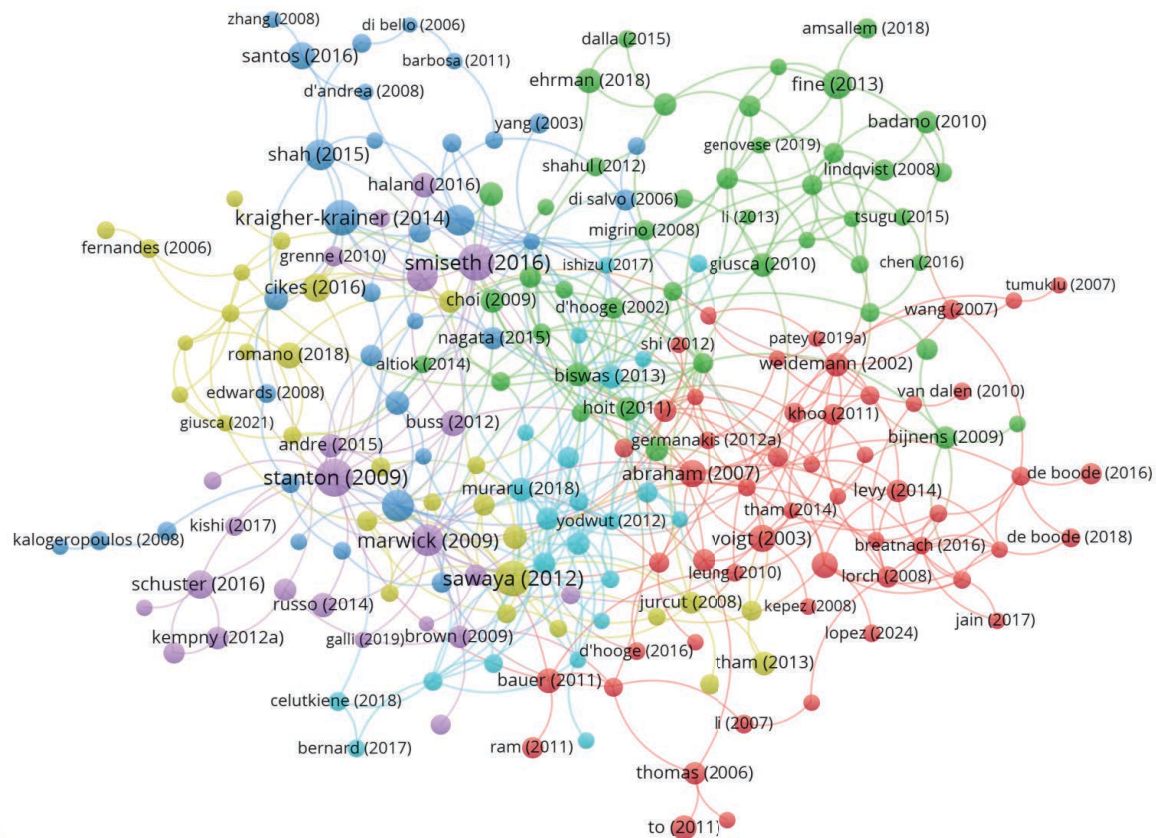 zhang (2008)
di bello (2006)
santos (2016)
barbosa (2011)
d'andrea (2008)
yang (2003)
shah (2015)
haland (2016)
kraigher-krainer (2014)
fernandes (2006)
grenne (2010)
smiseth (2016)
cikes (2016)
choi (2009)
romano (2018)
nagata (2015)
altiok (2014)
edwards (2008)
giusca (2021)
andre (2015)
buss (2012)
stanton (2009)
muraru (2018)
kishi (2017)
kalogeropoulos (2008)
marwick (2009)
schuster (2016)
sawaya (2012)
russo (2014)
kempny (2012a)
galli (2019)
brown (2009)
celutkiene (2018)
bernard (2017)
dalla (2015)
amsallem (2018)
ehrman (2018)
fine (2013)
badano (2010)
genovese (2019)
shahul (2012)
lindqvist (2008)
di salvo (2006)
li (2013)
tsugu (2015)
migrino (2008)
ishizu (2017)
giusca (2010)
chen (2016)
d'hooge (2002)
tumuklu (2007)
wang (2007)
shi (2012)
patey (2019a)
weidemann (2002)
biswas (2013)
van dalen (2010)
hoit (2011)
khoo (2011)
germanakis (2012a)
bijnens (2009)
abraham (2007)
de boode (2016)
levy (2014)
tham (2014)
yodwut (2012)
voigt (2003)
breatnach (2016)
de boode (2018)
leung (2010)
lorch (2008)
jurcut (2008)
kepez (2008)
jain (2017)
lopez (2024)
d'hooge (2016)
tham (2013)
bauer (2011)
li (2007)
ram (2011)
thomas (2006)
to (2011)